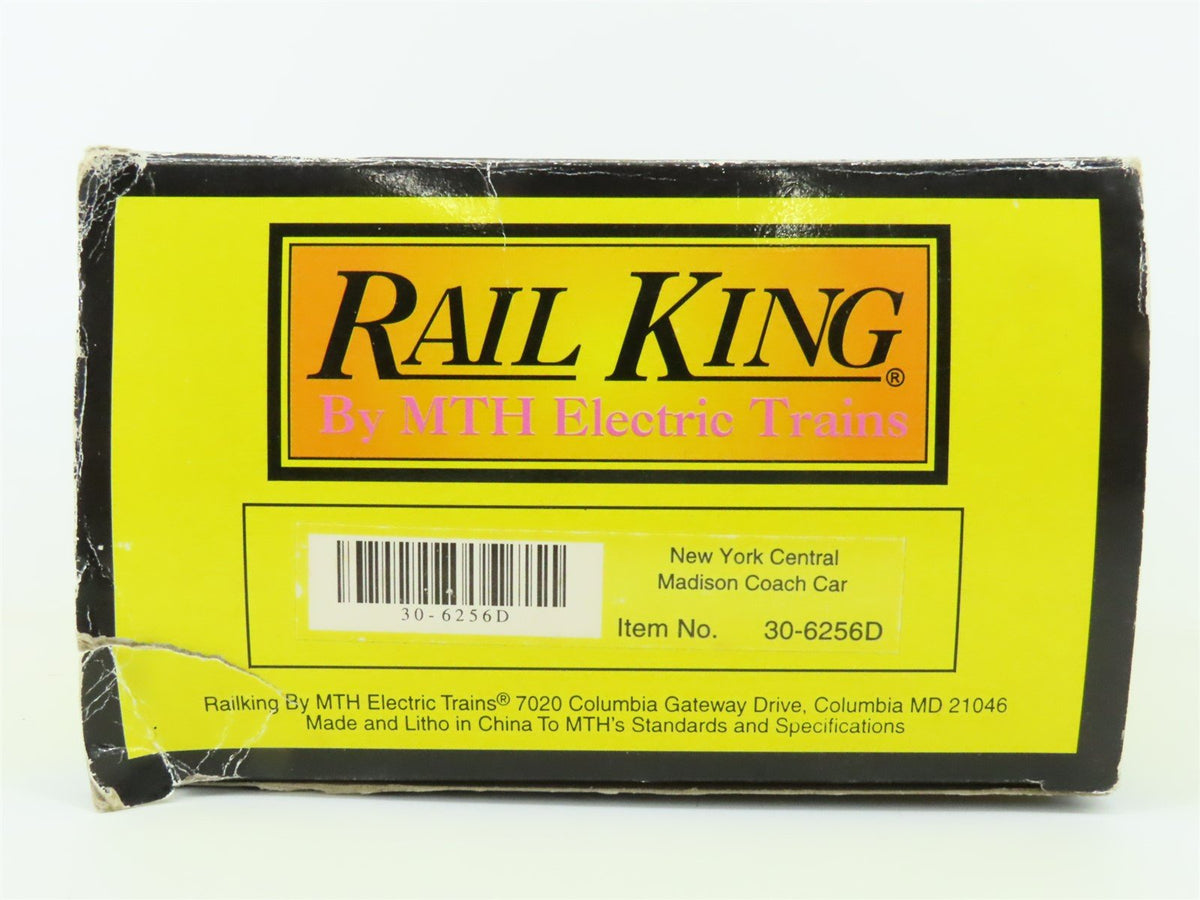 RAIL KING®
By MTH Electric Trains
30-6256D
New York Central
Madison Coach Car
Item No. 30-6256D
Railking By MTH Electric Trains® 7020 Columbia Gateway Drive, Columbia MD 21046
Made and Litho in China To MTH's Standards and Specifications